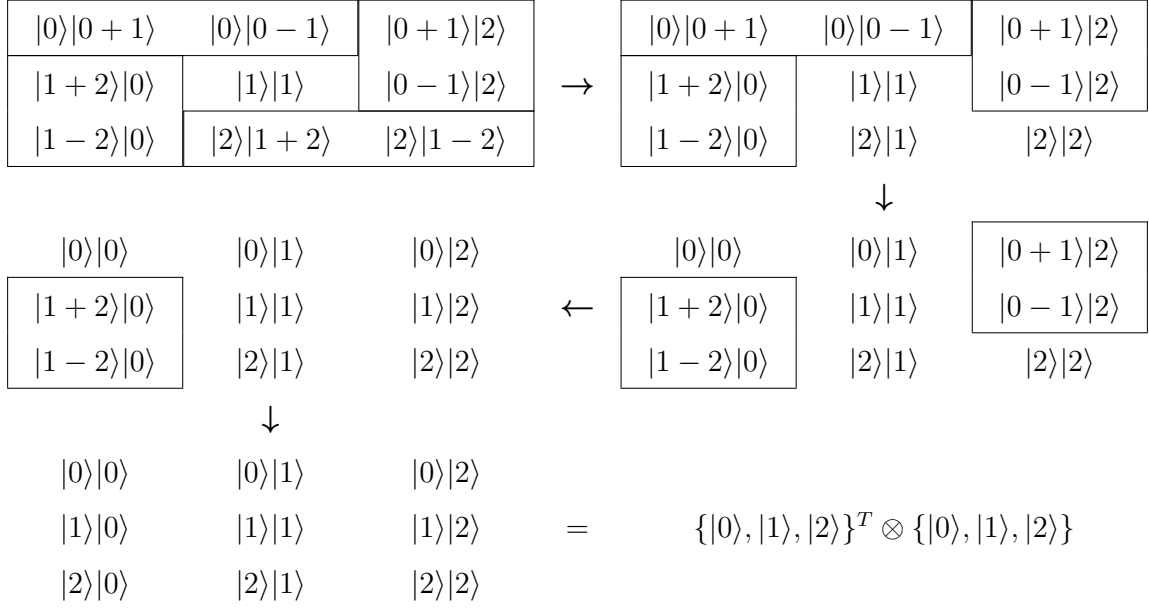 |0⟩|0 + 1⟩ |0⟩|0 − 1⟩ |0 + 1⟩|2⟩ |0⟩|0 + 1⟩ |0⟩|0 − 1⟩ |0 + 1⟩|2⟩
|1 + 2⟩|0⟩ |1⟩|1⟩ |0 − 1⟩|2⟩ → |1 + 2⟩|0⟩ |1⟩|1⟩ |0 − 1⟩|2⟩
|1 − 2⟩|0⟩ |2⟩|1 + 2⟩ |2⟩|1 − 2⟩ |1 − 2⟩|0⟩ |2⟩|1⟩ |2⟩|2⟩
↓
|0⟩|0⟩ |0⟩|1⟩ |0⟩|2⟩ |0⟩|0⟩ |0⟩|1⟩ |0 + 1⟩|2⟩
|1 + 2⟩|0⟩ |1⟩|1⟩ |1⟩|2⟩ ← |1 + 2⟩|0⟩ |1⟩|1⟩ |0 − 1⟩|2⟩
|1 − 2⟩|0⟩ |2⟩|1⟩ |2⟩|2⟩ |1 − 2⟩|0⟩ |2⟩|1⟩ |2⟩|2⟩
↓
|0⟩|0⟩ |0⟩|1⟩ |0⟩|2⟩
|1⟩|0⟩ |1⟩|1⟩ |1⟩|2⟩ = {|0⟩, |1⟩, |2⟩}ᵀ ⊗ {|0⟩, |1⟩, |2⟩}
|2⟩|0⟩ |2⟩|1⟩ |2⟩|2⟩